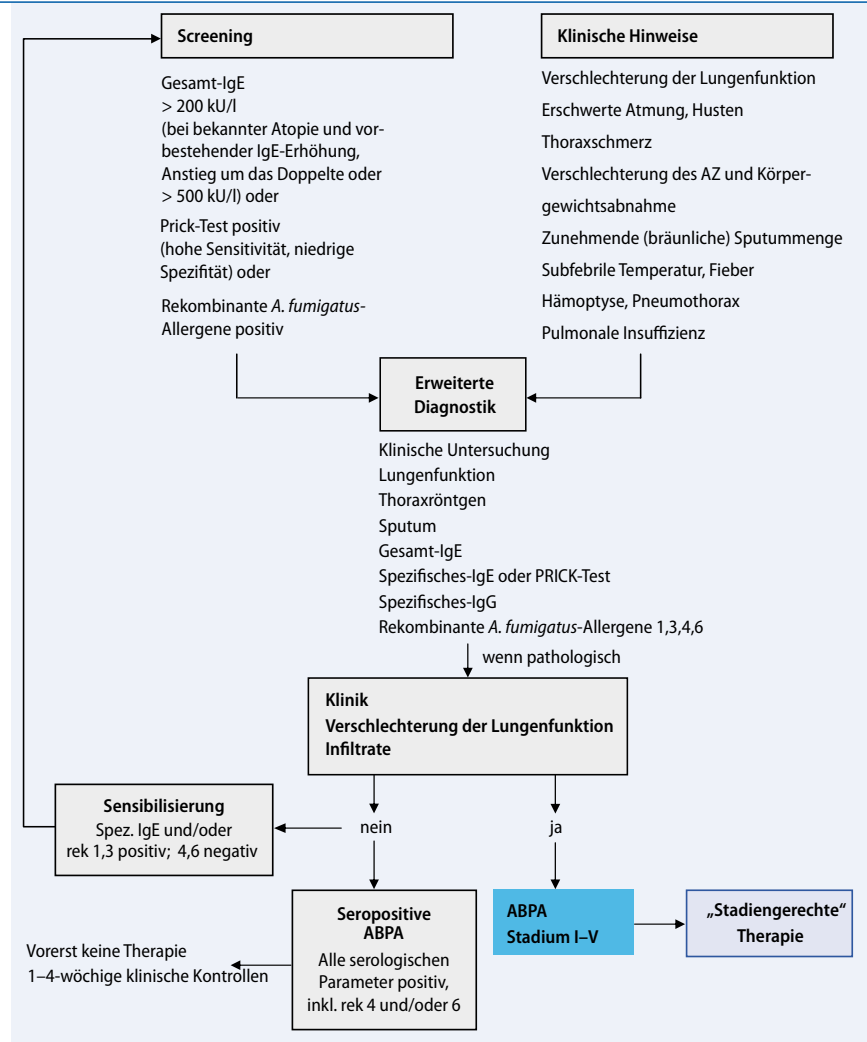 Screening
Gesamt-IgE
> 200 kU/l
(bei bekannter Atopie und vor-
bestehender IgE-Erhöhung,
Anstieg um das Doppelte oder
> 500 kU/l) oder
Prick-Test positiv
(hohe Sensitivität, niedrige
Spezifität) oder
Rekombinante A. fumigatus-
Allergene positiv
Klinische Hinweise
Verschlechterung der Lungenfunktion
Erschwerte Atmung, Husten
Thoraxschmerz
Verschlechterung des AZ und Körper-
gewichtsabnahme
Zunehmende (bräunliche) Sputummenge
Subfebrile Temperatur, Fieber
Hämoptyse, Pneumothorax
Pulmonale Insuffizienz
Erweiterte
Diagnostik
Klinische Untersuchung
Lungenfunktion
Thoraxröntgen
Sputum
Gesamt-IgE
Spezifisches-IgE oder PRICK-Test
Spezifisches-IgG
Rekombinante A. fumigatus-Allergene 1,3,4,6
wenn pathologisch
Klinik
Verschlechterung der Lungenfunktion
Infiltrate
Sensibilisierung
Spez. IgE und/oder
rek 1,3 positiv; 4,6 negativ
nein
ja
Seropositive
ABPA
Alle serologischen
Parameter positiv,
inkl. rek 4 und/oder 6
Vorerst keine Therapie
1–4-wöchige klinische Kontrollen
ABPA
Stadium I–V
„Stadiengerechte“
Therapie